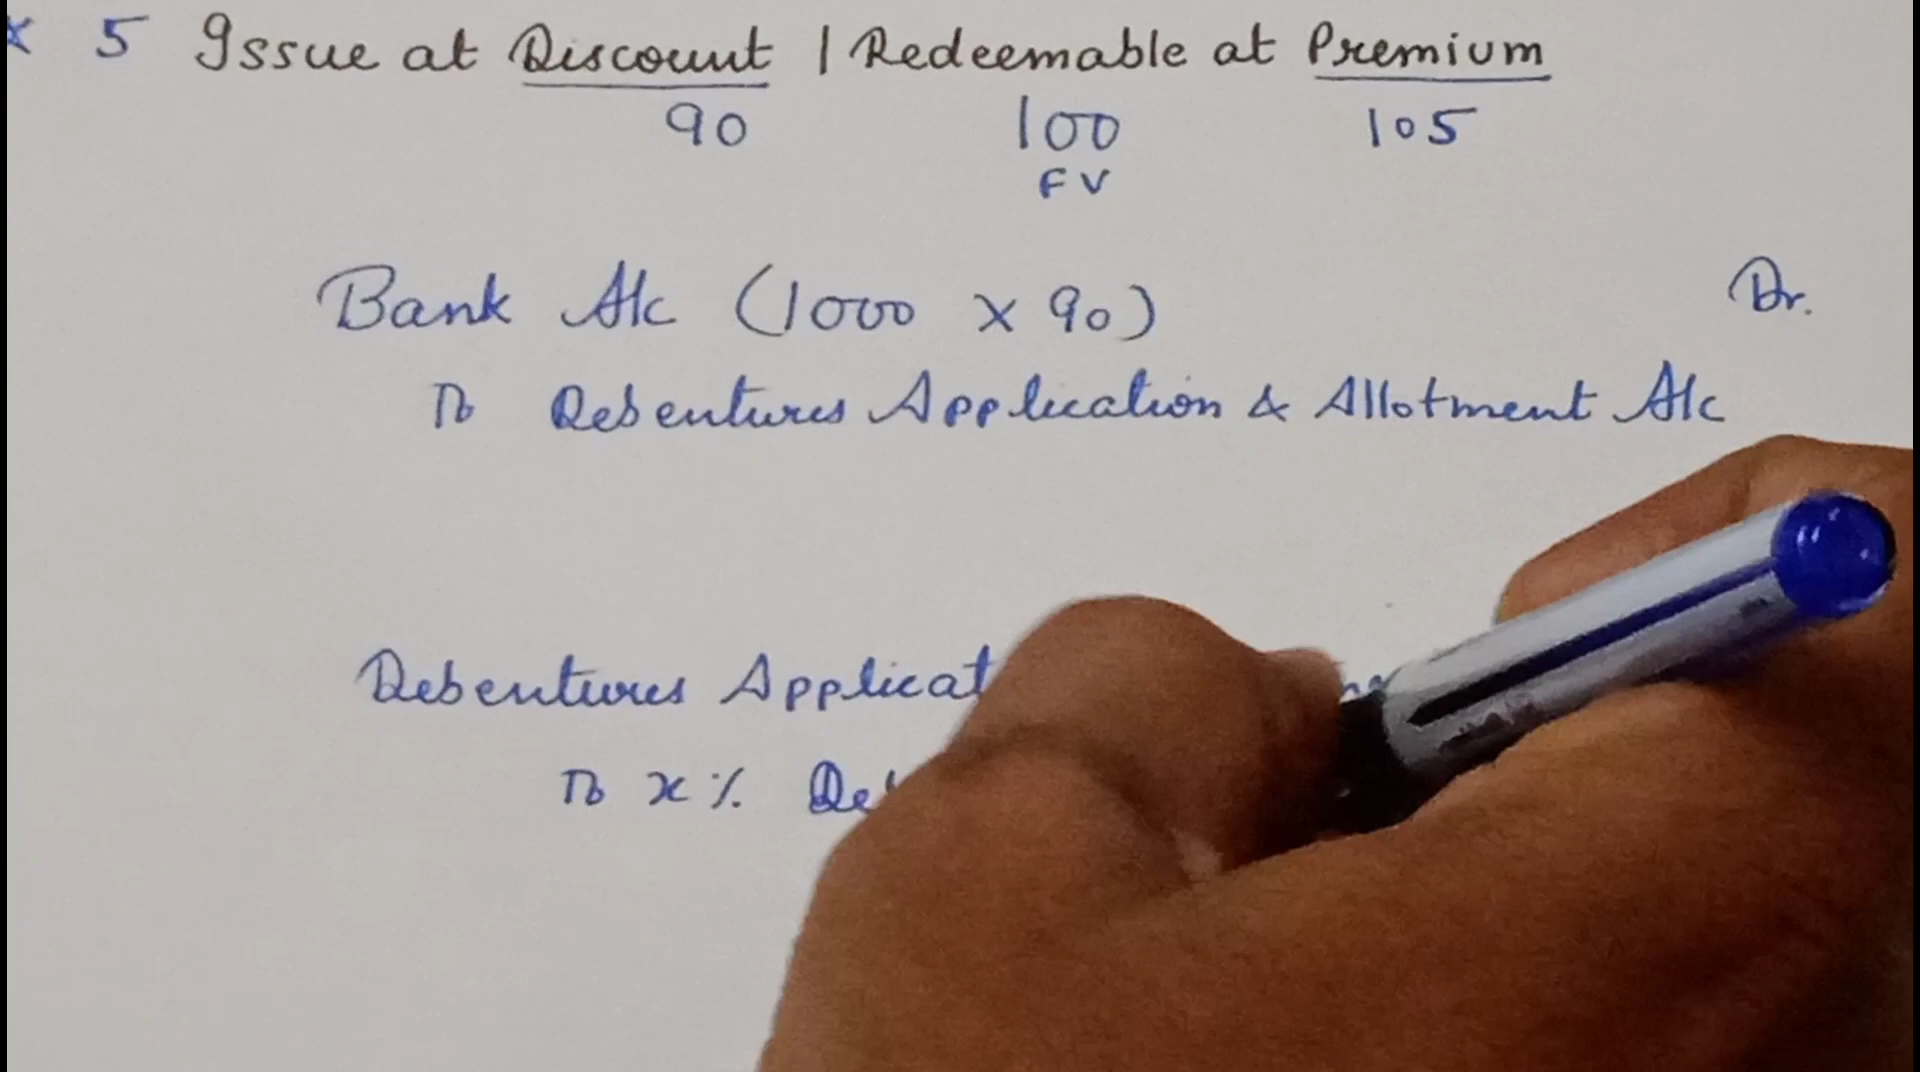 x 5 Issue at Discount | Redeemable at Premium
90 100 105
FV
Bank A/c (1000 x 90) Dr.
To Debentures Application & Allotment A/c
Debentures Applicat
To x% De